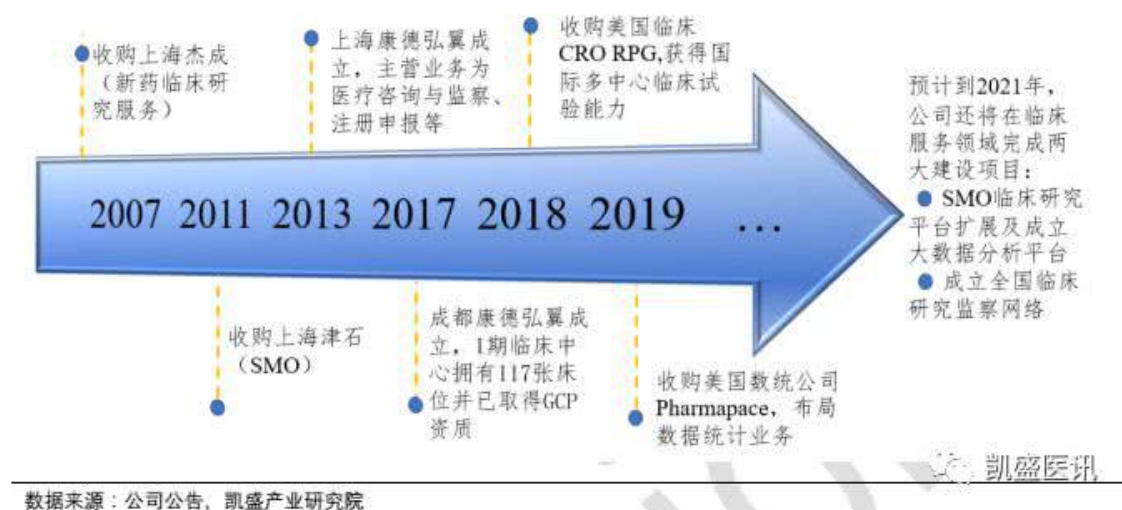 收购上海杰成
（新药临床研
究服务）
上海康德弘翼成
立，主营业务为
医疗咨询与监察、
注册申报等
收购美国临床
CRO RPG,获得国
际多中心临床试
验能力
预计到2021年，
公司还将在临床
服务领域完成两
大建设项目：
SMO临床研究
平台扩展及成立
大数据分析平台
成立全国临床
研究监察网络
2007 2011 2013 2017 2018 2019 …
收购上海津石
（SMO）
成都康德弘翼成
立，I期临床中
心拥有117张床
位并已取得GCP
资质
收购美国数统公司
Pharmapace，布局
数据统计业务
凯盛医讯
数据来源：公司公告，凯盛产业研究院